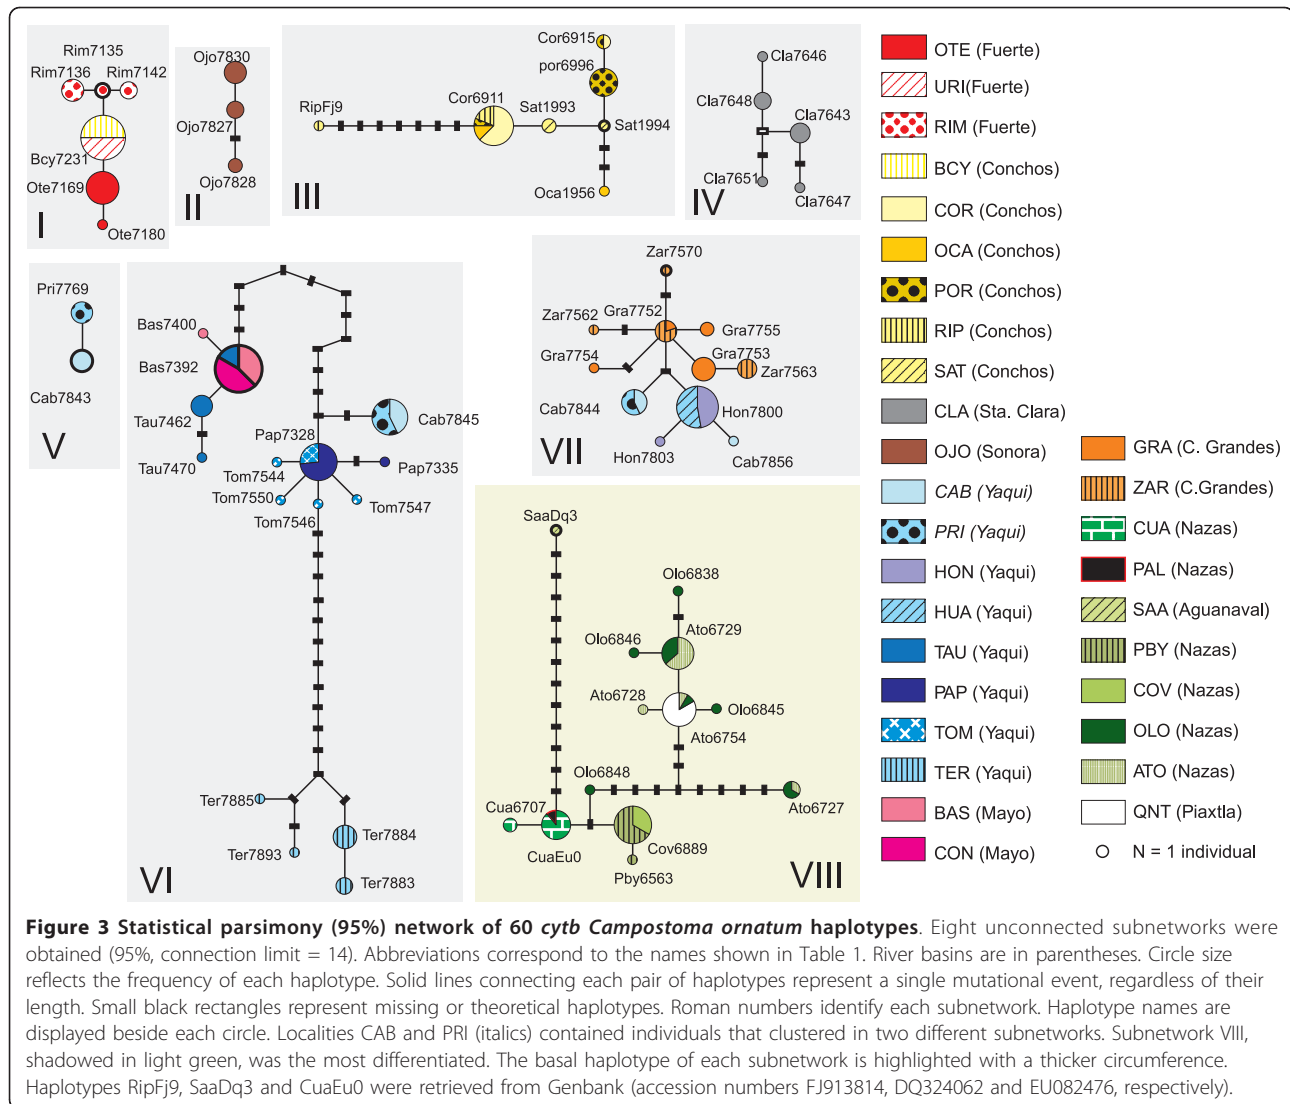 Rim7135
Rim7136
Rim7142
Bcy7231
Ote7169
Ote7180
I
Ojo7830
Ojo7827
Ojo7828
II
RipFj9
Cor6911
Sat1993
Cor6915
por6996
Sat1994
Oca1956
III
Cla7646
Cla7648
Cla7643
Cla7651
Cla7647
IV
Pri7769
Cab7843
V
Bas7400
Bas7392
Tau7462
Tau7470
Cab7845
Pap7328
Tom7544
Pap7335
Tom7550
Tom7546
Tom7547
Ter7885
Ter7893
Ter7884
Ter7883
VI
Zar7570
Zar7562
Gra7752
Gra7755
Gra7754
Gra7753
Zar7563
Cab7844
Hon7800
Hon7803
Cab7856
VII
SaaDq3
Olo6838
Olo6846
Ato6729
Ato6728
Olo6845
Ato6754
Olo6848
Ato6727
Cua6707
CuaEu0
Cov6889
Pby6563
VIII
OTE (Fuerte)
URI(Fuerte)
RIM (Fuerte)
BCY (Conchos)
COR (Conchos)
OCA (Conchos)
POR (Conchos)
RIP (Conchos)
SAT (Conchos)
CLA (Sta. Clara)
OJO (Sonora)
CAB (Yaqui)
PRI (Yaqui)
HON (Yaqui)
HUA (Yaqui)
TAU (Yaqui)
PAP (Yaqui)
TOM (Yaqui)
TER (Yaqui)
BAS (Mayo)
CON (Mayo)
GRA (C. Grandes)
ZAR (C.Grandes)
CUA (Nazas)
PAL (Nazas)
SAA (Aguanaval)
PBY (Nazas)
COV (Nazas)
OLO (Nazas)
ATO (Nazas)
QNT (Piaxtla)
N = 1 individual
Figure 3 Statistical parsimony (95%) network of 60 cytb Campostoma ornatum haplotypes. Eight unconnected subnetworks were
obtained (95%, connection limit = 14). Abbreviations correspond to the names shown in Table 1. River basins are in parentheses. Circle size
reflects the frequency of each haplotype. Solid lines connecting each pair of haplotypes represent a single mutational event, regardless of their
length. Small black rectangles represent missing or theoretical haplotypes. Roman numbers identify each subnetwork. Haplotype names are
displayed beside each circle. Localities CAB and PRI (italics) contained individuals that clustered in two different subnetworks. Subnetwork VIII,
shadowed in light green, was the most differentiated. The basal haplotype of each subnetwork is highlighted with a thicker circumference.
Haplotypes RipFj9, SaaDq3 and CuaEu0 were retrieved from Genbank (accession numbers FJ913814, DQ324062 and EU082476, respectively).